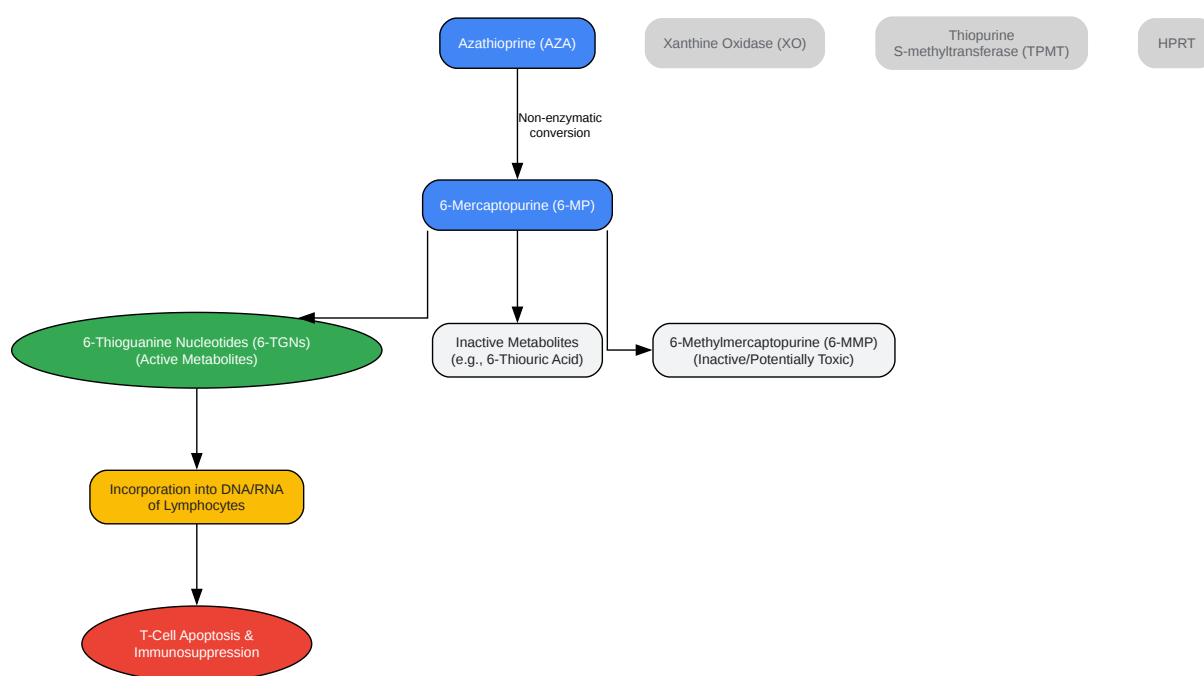 Azathioprine (AZA)
Xanthine Oxidase (XO)
Thiopurine
S-methyltransferase (TPMT)
HPRT
Non-enzymatic
conversion
6-Mercaptopurine (6-MP)
6-Thioguanine Nucleotides (6-TGNs)
(Active Metabolites)
Inactive Metabolites
(e.g., 6-Thiouric Acid)
6-Methylmercaptopurine (6-MMP)
(Inactive/Potentially Toxic)
Incorporation into DNA/RNA
of Lymphocytes
T-Cell Apoptosis &
Immunosuppression